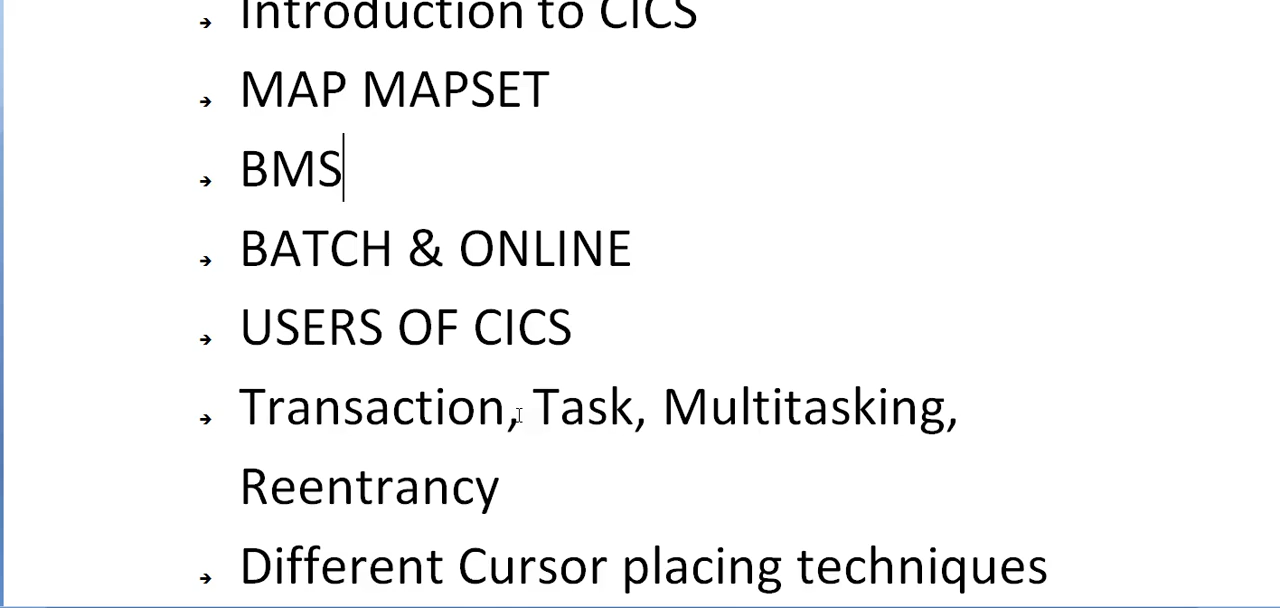 Introduction to CICS
MAP MAPSET
BMS
BATCH & ONLINE
USERS OF CICS
Transaction, Task, Multitasking,
Reentrancy
Different Cursor placing techniques